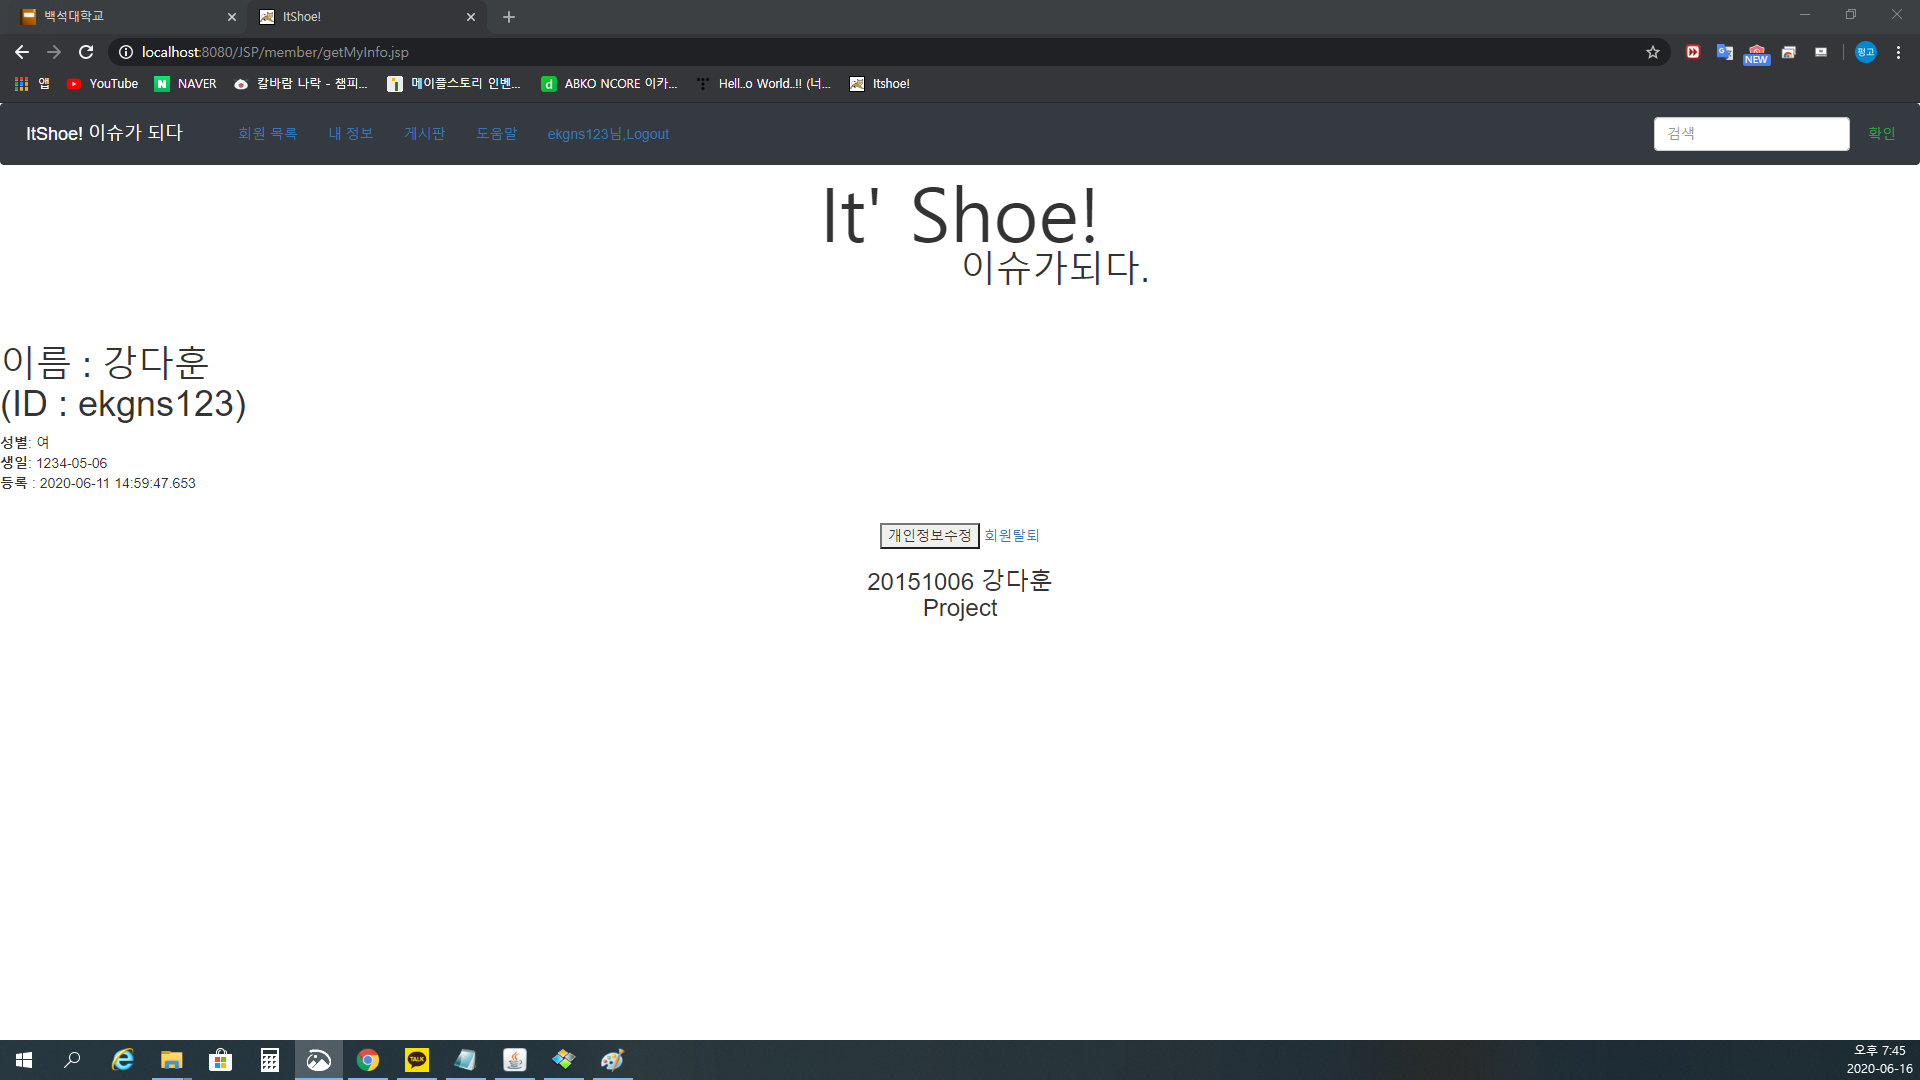 백석대학교
ItShoe!
localhost:8080/JSP/member/getMyInfo.jsp
NEW
펑고
앱
YouTube
NAVER
칼바람 나락 - 챔피...
메이플스토리 인벤...
ABKO NCORE 이카...
Hell..o World..!! (너...
Itshoe!
ItShoe! 이슈가 되다
회원 목록
내 정보
게시판
도움말
ekgns123님,Logout
검색
확인
It' Shoe!
이슈가되다.
이름 : 강다훈
(ID : ekgns123)
성별: 여
생일: 1234-05-06
등록 : 2020-06-11 14:59:47.653
개인정보수정 회원탈퇴
20151006 강다훈
Project
TALK
오후 7:45
2020-06-16